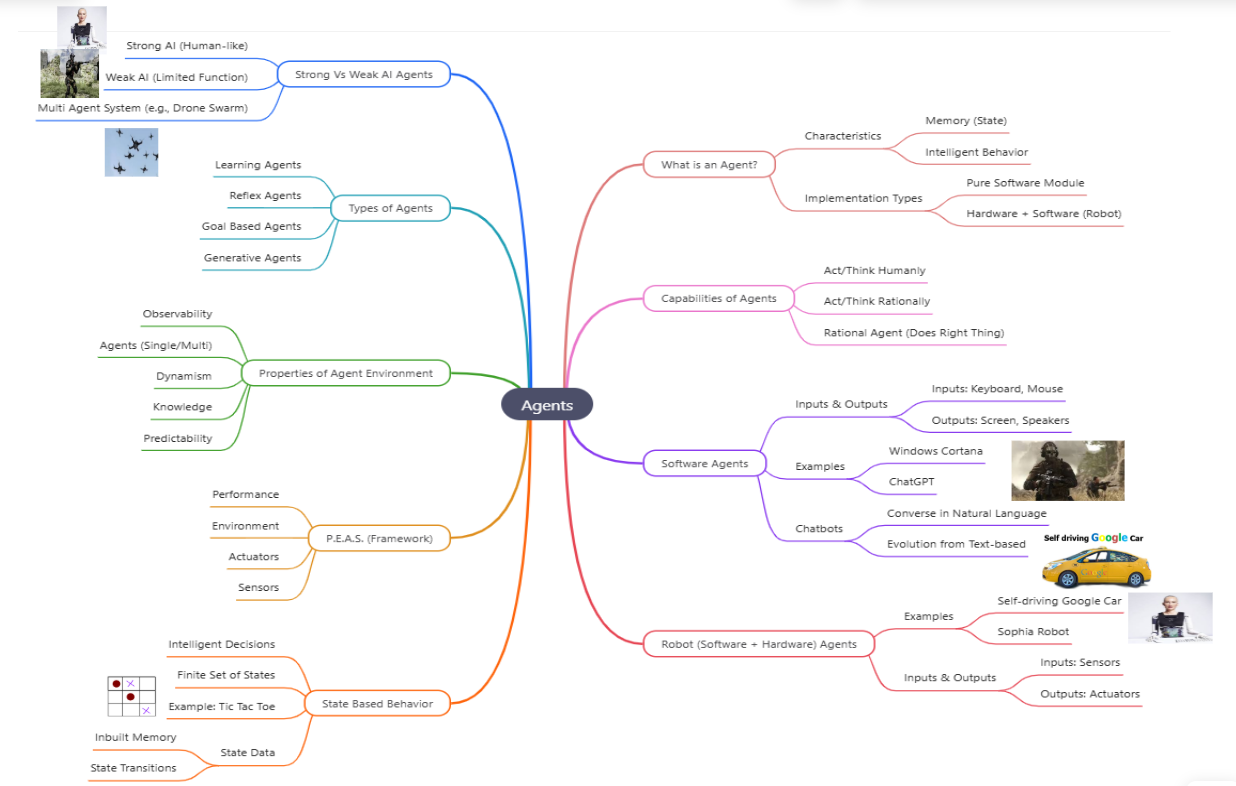 Agents
Strong Vs Weak AI Agents
Strong AI (Human-like)
Weak AI (Limited Function)
Multi Agent System (e.g., Drone Swarm)
Types of Agents
Learning Agents
Reflex Agents
Goal Based Agents
Generative Agents
Properties of Agent Environment
Observability
Agents (Single/Multi)
Dynamism
Knowledge
Predictability
P.E.A.S. (Framework)
Performance
Environment
Actuators
Sensors
State Based Behavior
Intelligent Decisions
Finite Set of States
Example: Tic Tac Toe
State Data
Inbuilt Memory
State Transitions
What is an Agent?
Characteristics
Memory (State)
Intelligent Behavior
Implementation Types
Pure Software Module
Hardware + Software (Robot)
Capabilities of Agents
Act/Think Humanly
Act/Think Rationally
Rational Agent (Does Right Thing)
Software Agents
Inputs & Outputs
Inputs: Keyboard, Mouse
Outputs: Screen, Speakers
Examples
Windows Cortana
ChatGPT
Chatbots
Converse in Natural Language
Evolution from Text-based
Self driving Google Car
Robot (Software + Hardware) Agents
Examples
Self-driving Google Car
Sophia Robot
Inputs & Outputs
Inputs: Sensors
Outputs: Actuators